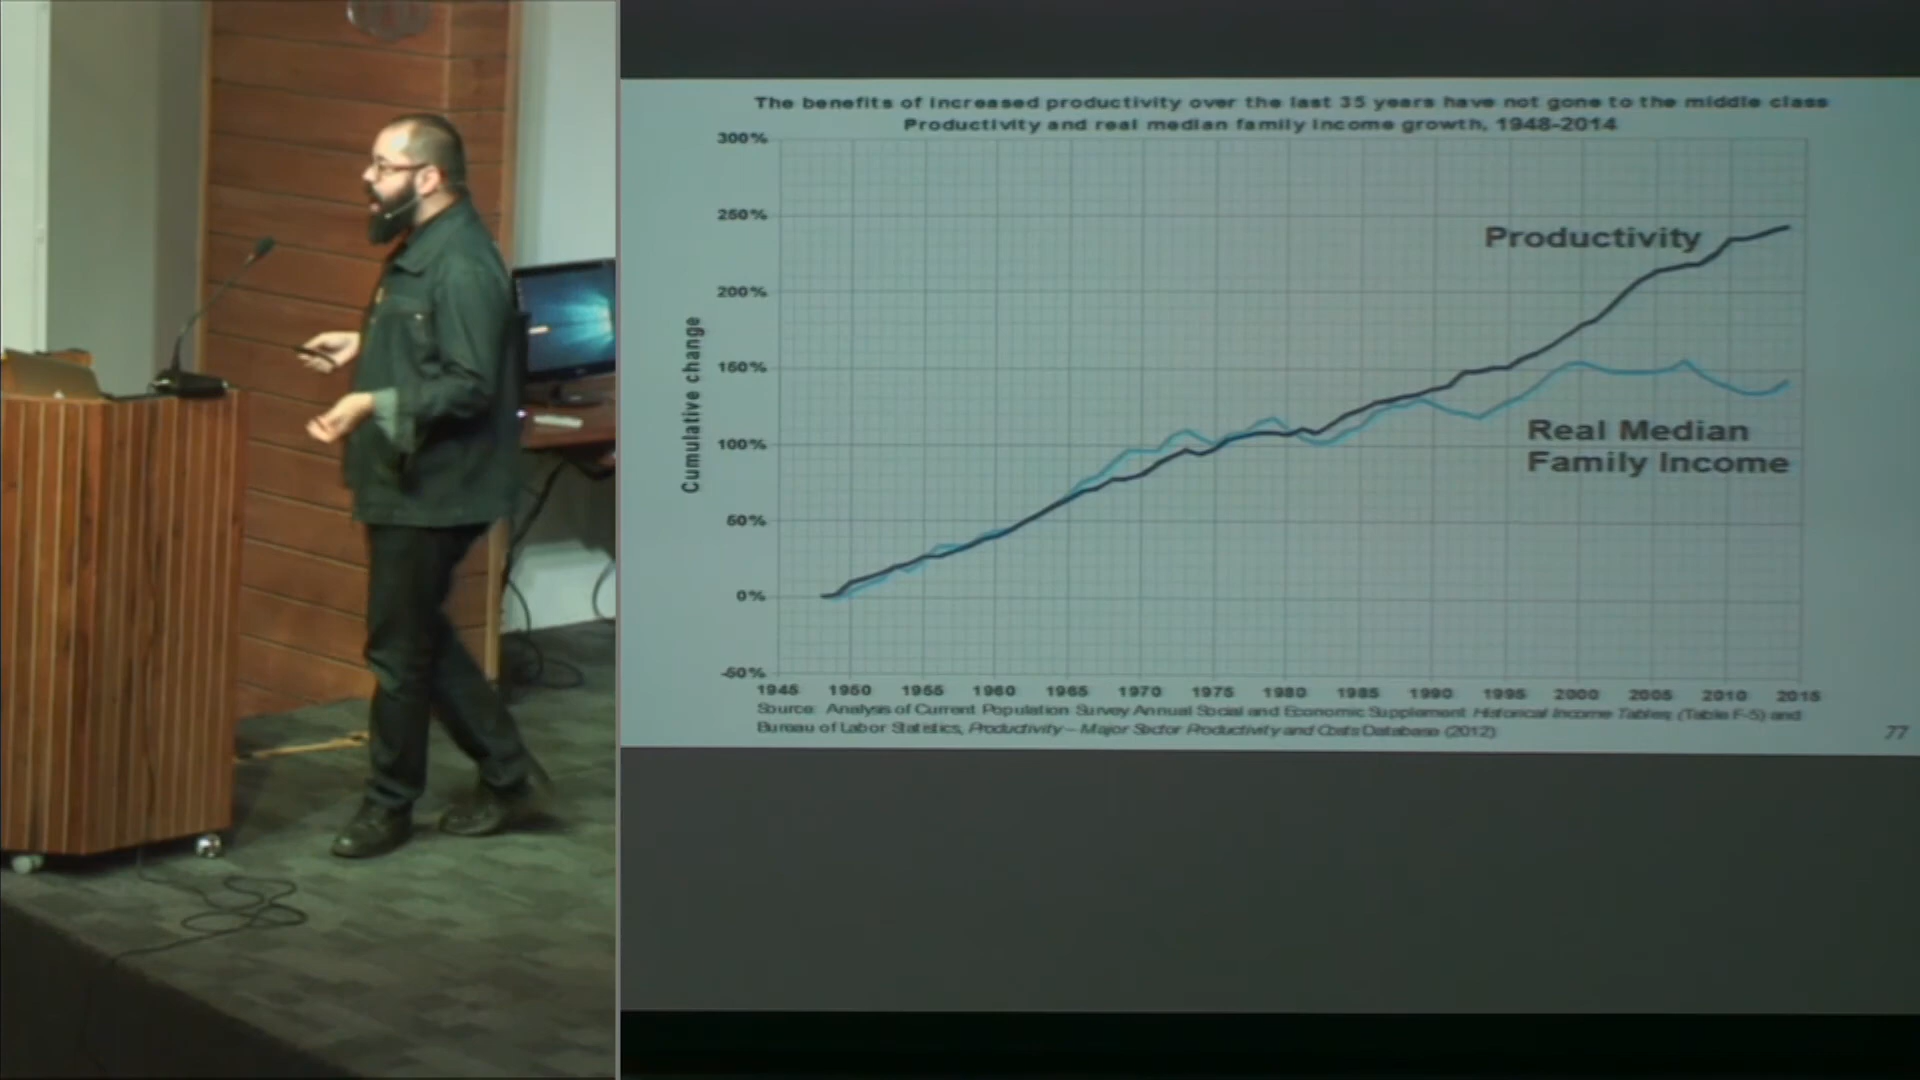 The benefits of increased productivity over the last 35 years have not gone to the middle class
Productivity and real median family income growth, 1948-2014
300%
250%
200%
150%
100%
50%
0%
-50%
Cumulative change
Productivity
Real Median
Family Income
1945 1950 1955 1960 1965 1970 1975 1980 1985 1990 1995 2000 2005 2010 2015
Source: Analysis of Current Population Survey Annual Social and Economic Supplement Historical Income Tables, (Table F-5) and
Bureau of Labor Statistics, Productivity – Major Sector Productivity and Costs Database (2012)
77